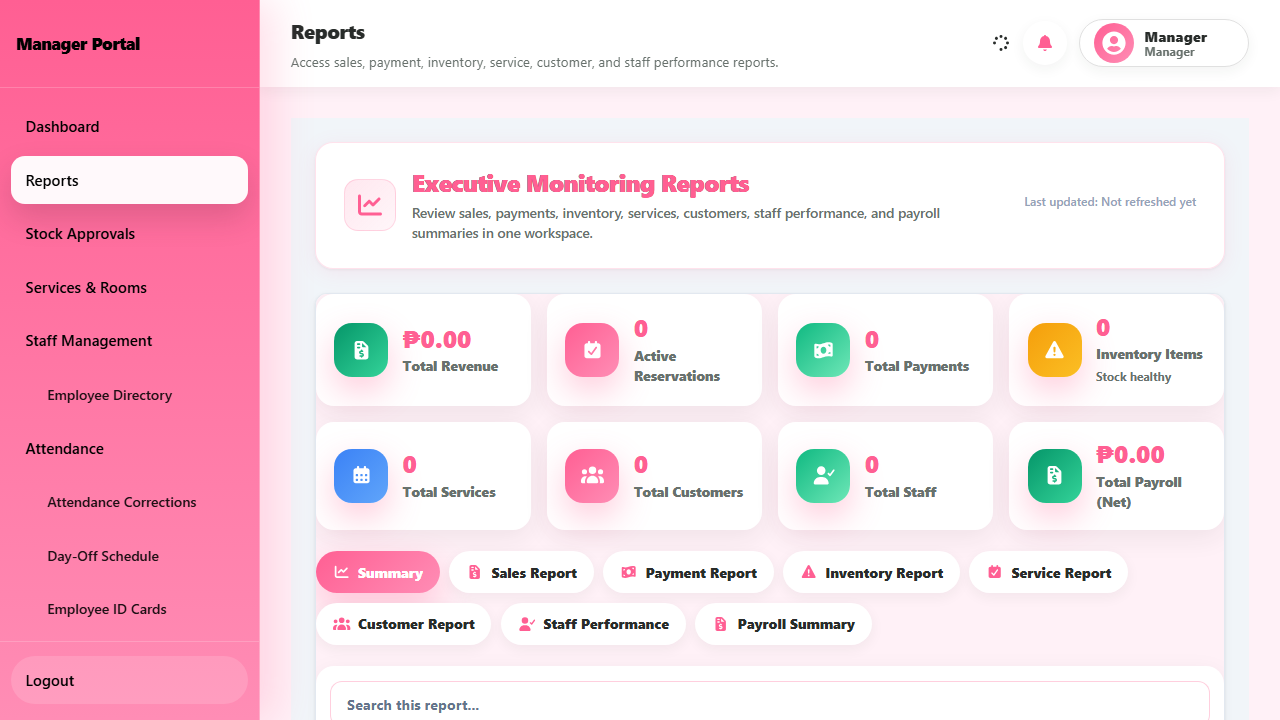 Manager Portal
Dashboard
Reports
Stock Approvals
Services & Rooms
Staff Management
Employee Directory
Attendance
Attendance Corrections
Day-Off Schedule
Employee ID Cards
Logout
Reports
Access sales, payment, inventory, service, customer, and staff performance reports.
Manager
Manager
Executive Monitoring Reports
Review sales, payments, inventory, services, customers, staff performance, and payroll
summaries in one workspace.
Last updated: Not refreshed yet
₱0.00
Total Revenue
0
Active
Reservations
0
Total Payments
0
Inventory Items
Stock healthy
0
Total Services
0
Total Customers
0
Total Staff
₱0.00
Total Payroll
(Net)
Summary
Sales Report
Payment Report
Inventory Report
Service Report
Customer Report
Staff Performance
Payroll Summary
Search this report...